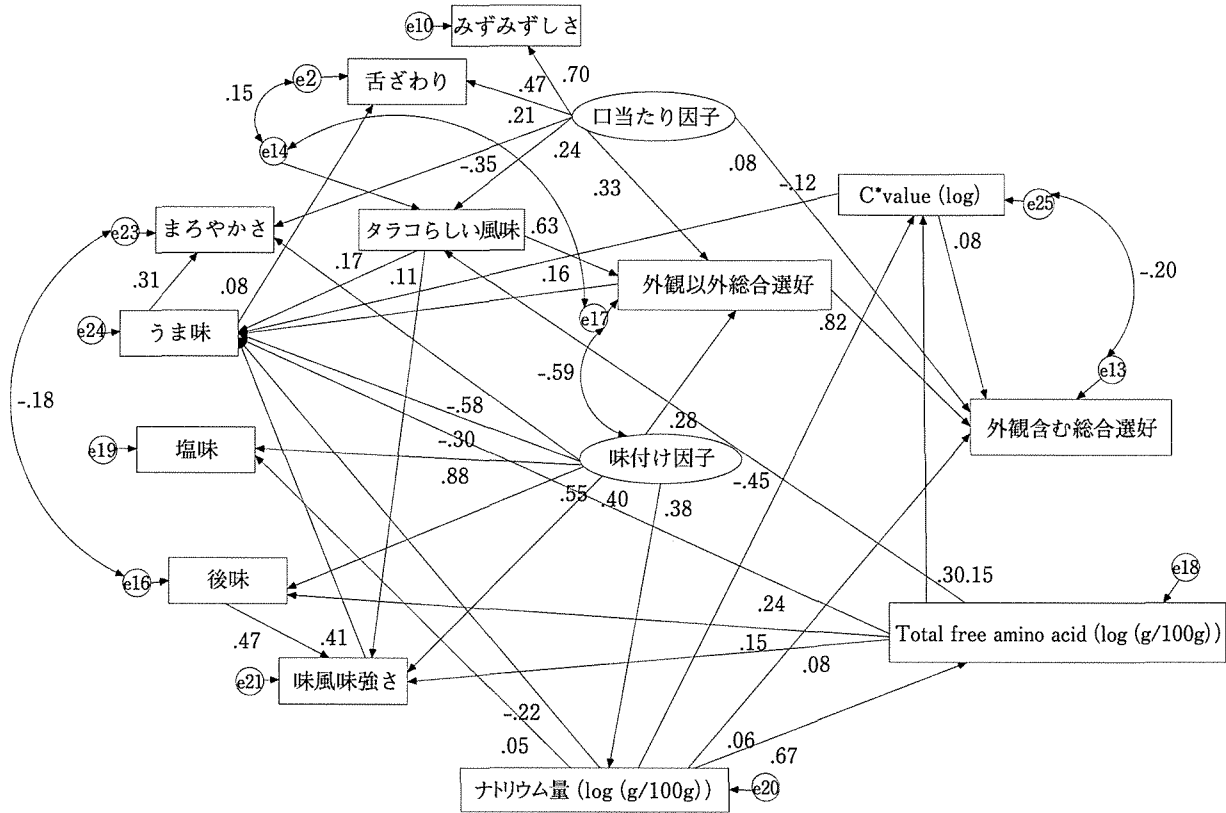 e10
みずみずしさ
e2
舌ざわり
.47
.70
.15
.21
口当たり因子
e14
-.35
.24
.33
.08
-.12
C*value (log)
e25
e23
まろやかさ
タラコらしい風味
.63
.08
.31
.08
.17
.11
.16
外観以外総合選好
-.20
e24
うま味
e17
.82
e13
-.59
-.18
-.58
外観含む総合選好
e19
塩味
-.30
.28
.88
味付け因子
.55
.40
-.45
.38
e16
後味
.30
.15
e18
.24
Total free amino acid (log (g/100g))
.47
.41
.15
.08
e21
味風味強さ
-.22
.05
.06
.67
ナトリウム量 (log (g/100g))
e20